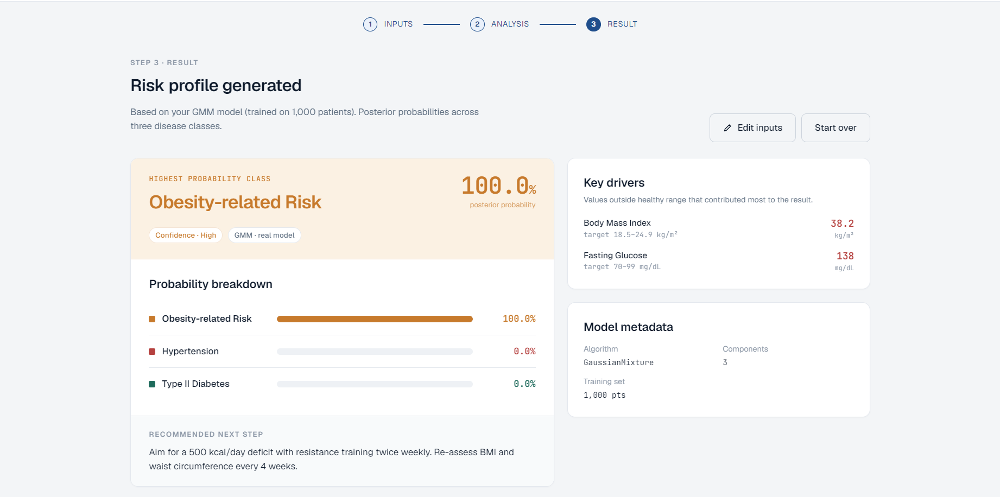 1 INPUTS 2 ANALYSIS 3 RESULT
STEP 3 · RESULT
Risk profile generated
Based on your GMM model (trained on 1,000 patients). Posterior probabilities across
three disease classes.
Edit inputs
Start over
HIGHEST PROBABILITY CLASS
Obesity-related Risk
100.0%
posterior probability
Confidence · High
GMM · real model
Probability breakdown
Obesity-related Risk 100.0%
Hypertension 0.0%
Type II Diabetes 0.0%
RECOMMENDED NEXT STEP
Aim for a 500 kcal/day deficit with resistance training twice weekly. Re-assess BMI and
waist circumference every 4 weeks.
Key drivers
Values outside healthy range that contributed most to the result.
Body Mass Index 38.2
target 18.5–24.9 kg/m² kg/m²
Fasting Glucose 138
target 70–99 mg/dL mg/dL
Model metadata
Algorithm Components
GaussianMixture 3
Training set
1,000 pts